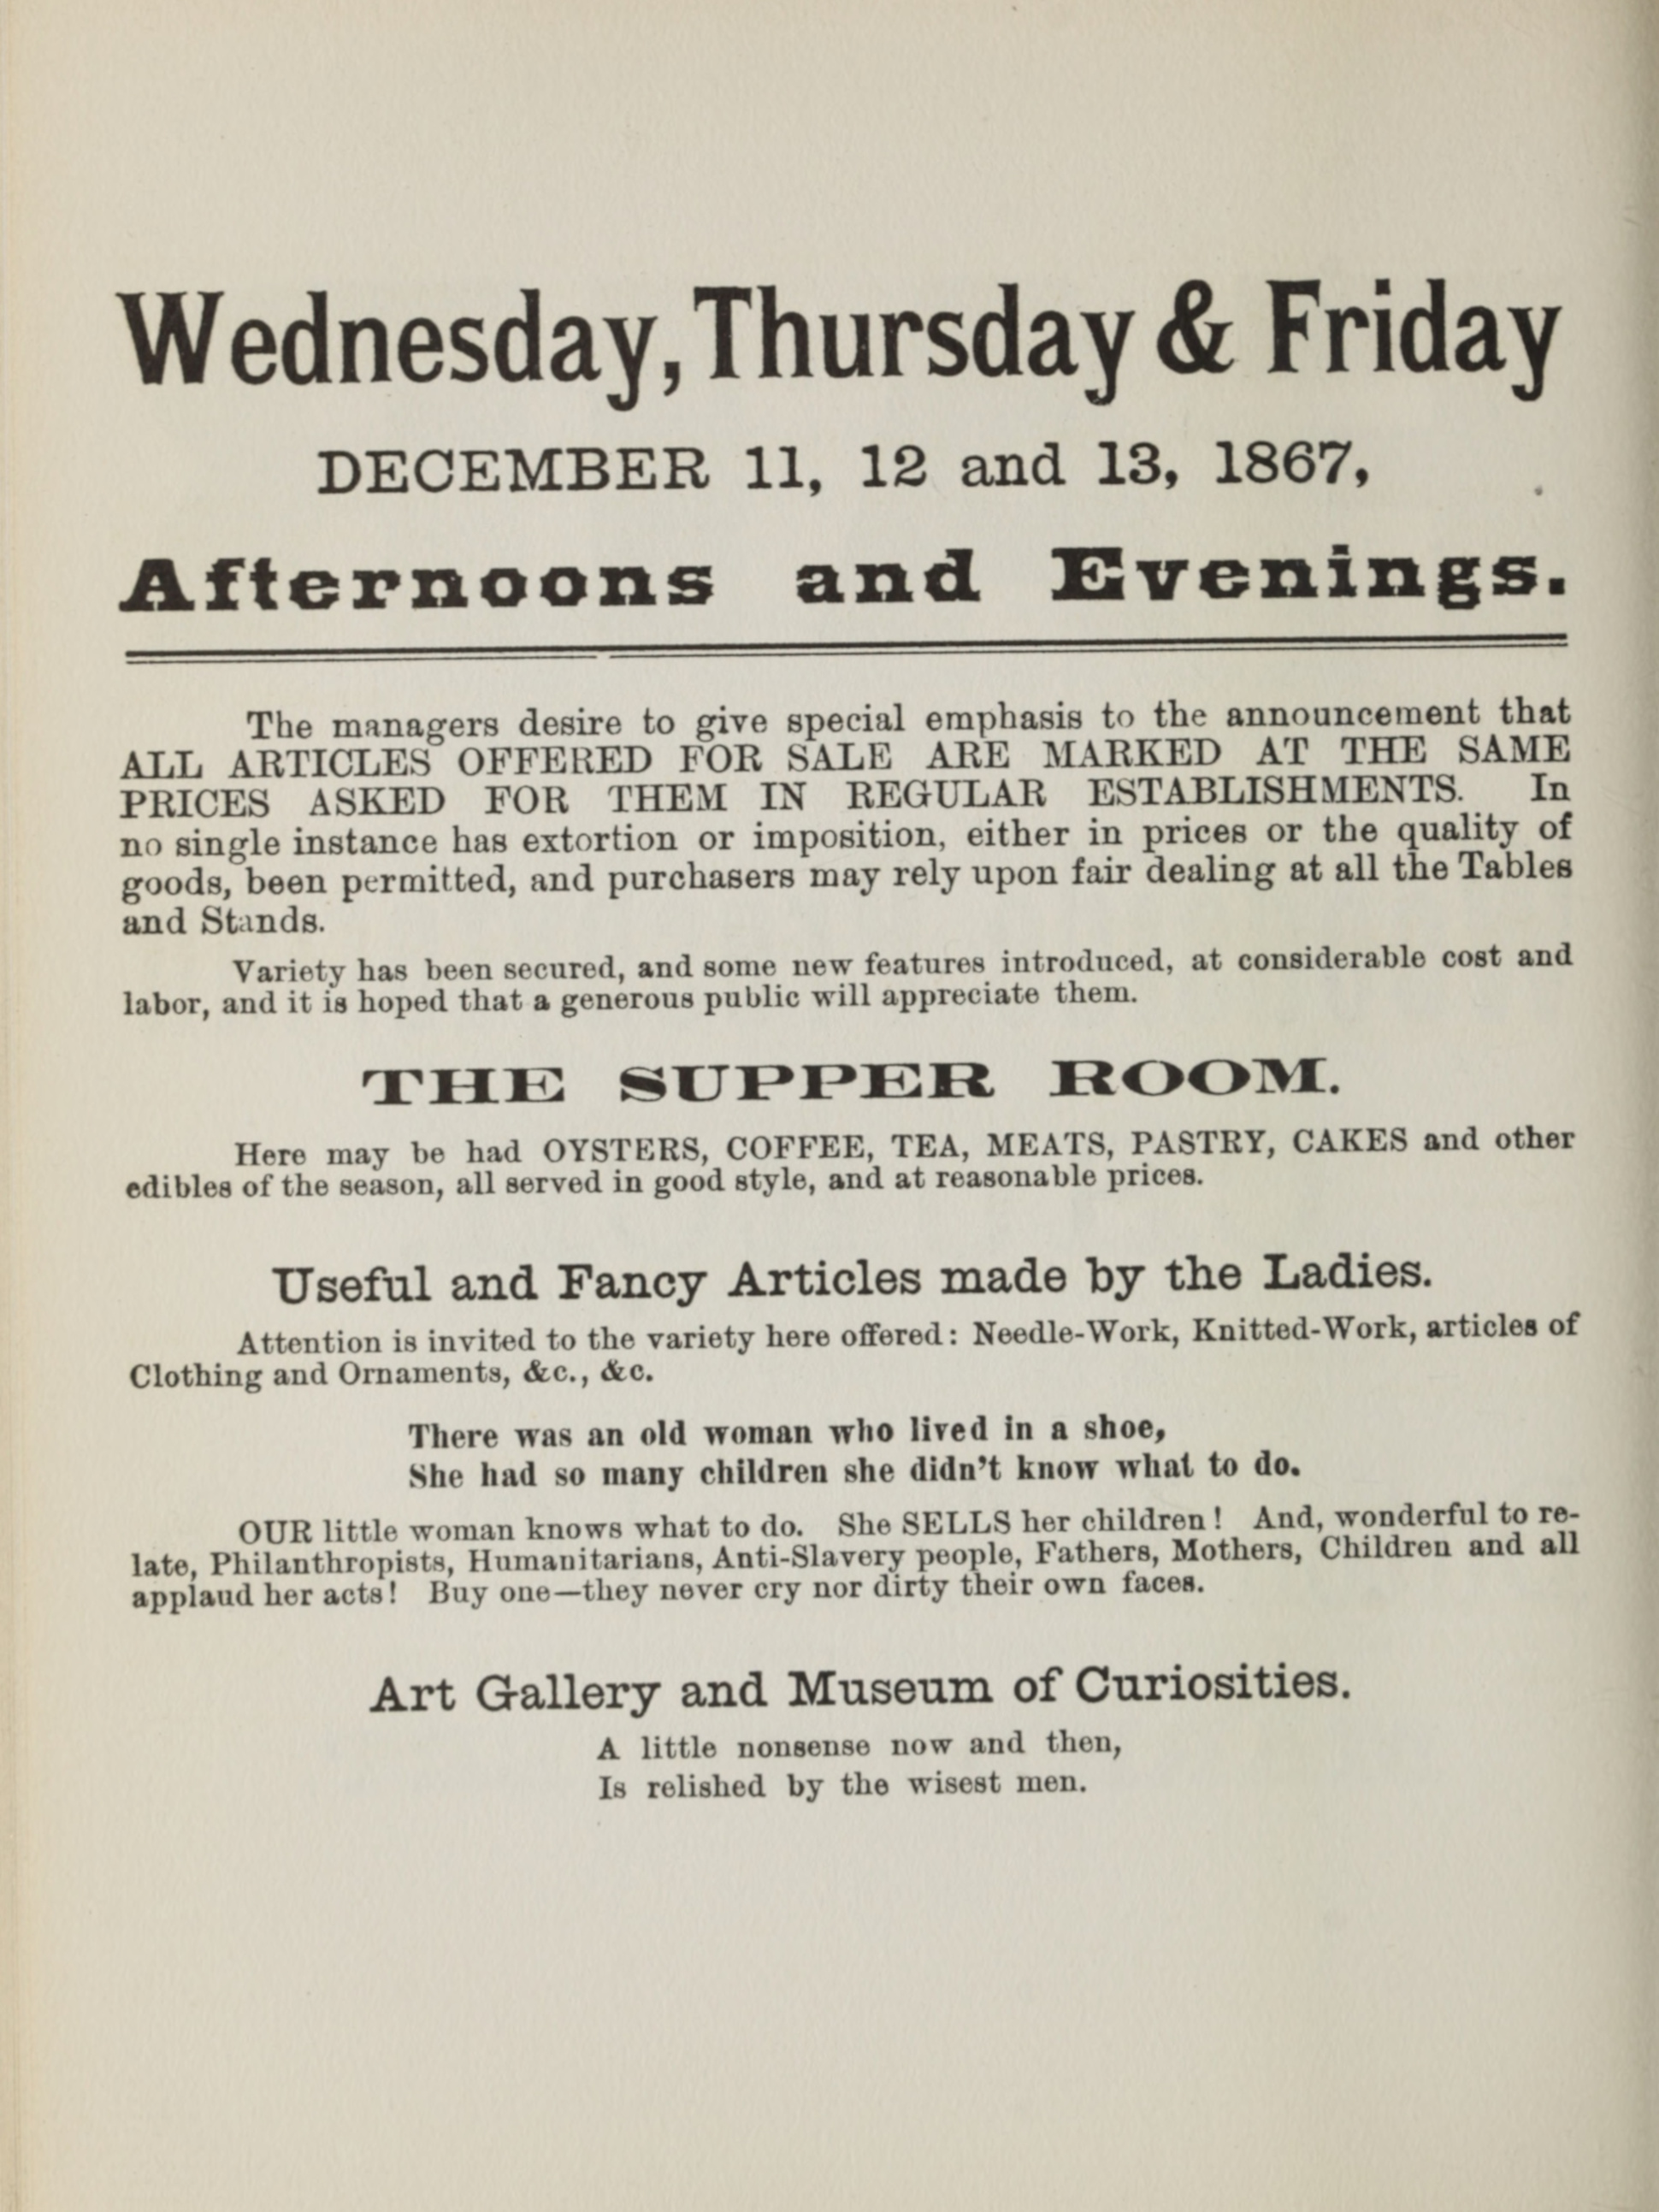 Wednesday, Thursday & Friday
DECEMBER 11, 12 and 13, 1867,
Afternoons and Evenings.
The managers desire to give special emphasis to the announcement that
ALL ARTICLES OFFERED FOR SALE ARE MARKED AT THE SAME
PRICES ASKED FOR THEM IN REGULAR ESTABLISHMENTS. In
no single instance has extortion or imposition, either in prices or the quality of
goods, been permitted, and purchasers may rely upon fair dealing at all the Tables
and Stands.
Variety has been secured, and some new features introduced, at considerable cost and
labor, and it is hoped that a generous public will appreciate them.
THE SUPPER ROOM.
Here may be had OYSTERS, COFFEE, TEA, MEATS, PASTRY, CAKES and other
edibles of the season, all served in good style, and at reasonable prices.
Useful and Fancy Articles made by the Ladies.
Attention is invited to the variety here offered: Needle-Work, Knitted-Work, articles of
Clothing and Ornaments, &c., &c.
There was an old woman who lived in a shoe,
She had so many children she didn't know what to do.
OUR little woman knows what to do. She SELLS her children! And, wonderful to re-
late, Philanthropists, Humanitarians, Anti-Slavery people, Fathers, Mothers, Children and all
applaud her acts! Buy one—they never cry nor dirty their own faces.
Art Gallery and Museum of Curiosities.
A little nonsense now and then,
Is relished by the wisest men.